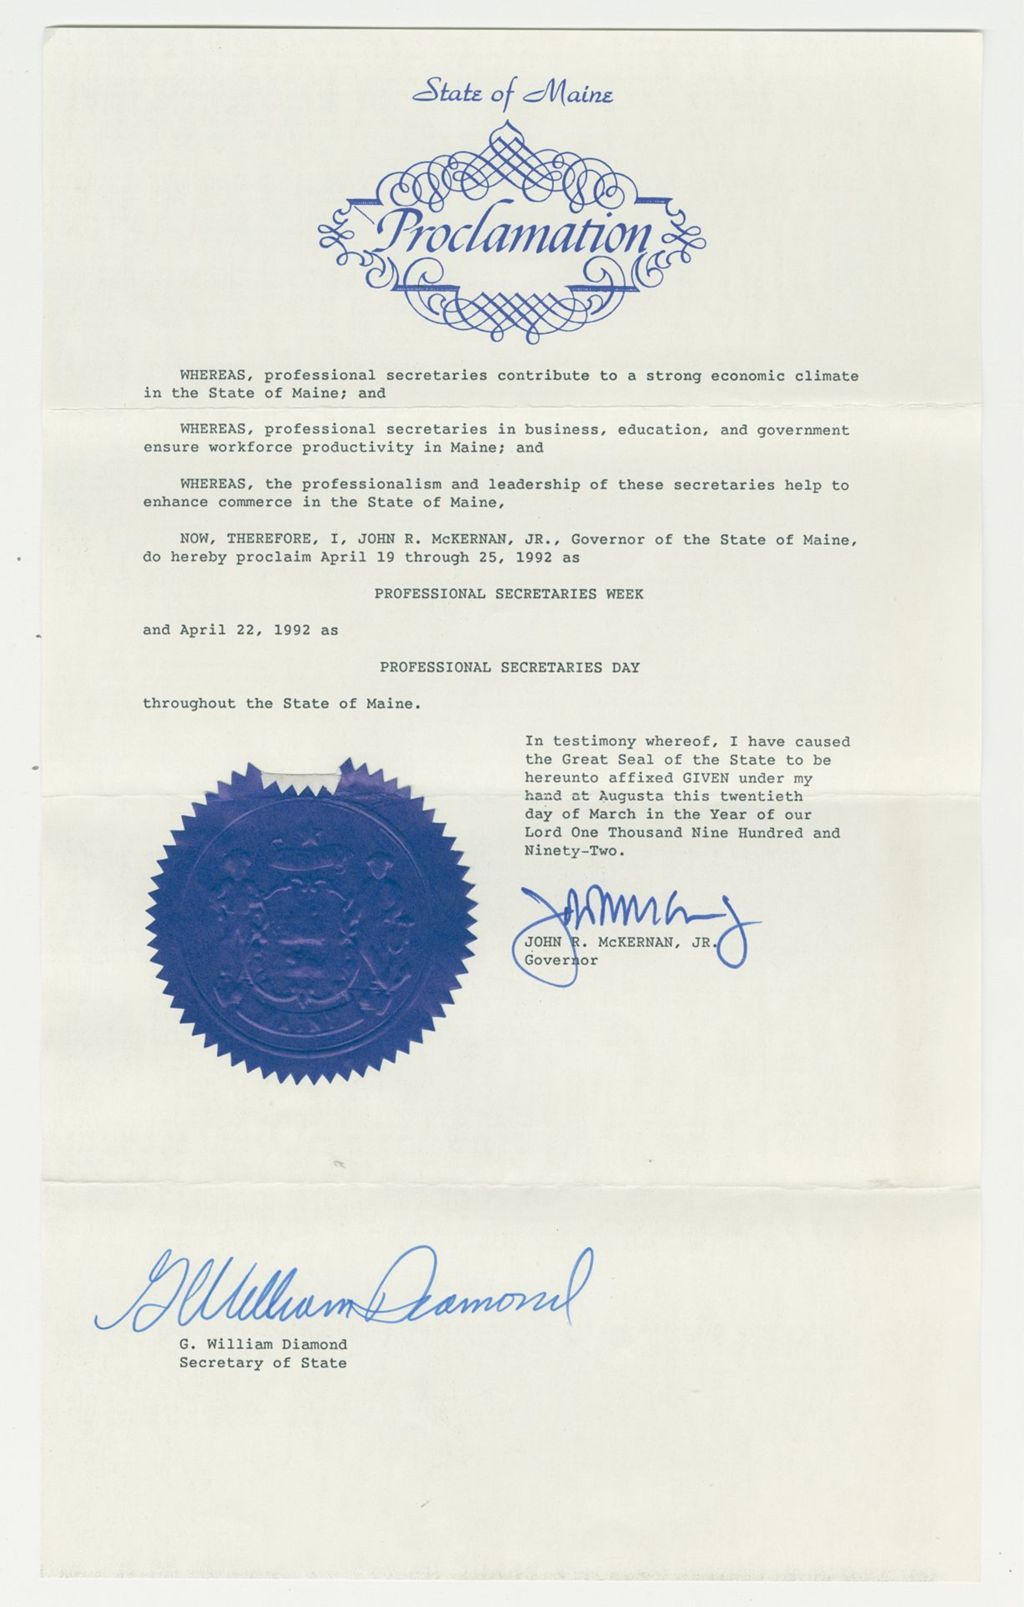 State of Maine
Proclamation
WHEREAS, professional secretaries contribute to a strong economic climate
in the State of Maine; and
WHEREAS, professional secretaries in business, education, and government
ensure workforce productivity in Maine; and
WHEREAS, the professionalism and leadership of these secretaries help to
enhance commerce in the State of Maine,
NOW, THEREFORE, I, JOHN R. McKERNAN, JR., Governor of the State of Maine,
do hereby proclaim April 19 through 25, 1992 as
PROFESSIONAL SECRETARIES WEEK
and April 22, 1992 as
PROFESSIONAL SECRETARIES DAY
throughout the State of Maine.
In testimony whereof, I have caused
the Great Seal of the State to be
hereunto affixed GIVEN under my
hand at Augusta this twentieth
day of March in the Year of our
Lord One Thousand Nine Hundred and
Ninety-Two.
JOHN R. McKERNAN, JR.
Governor
G William Diamond
G. William Diamond
Secretary of State